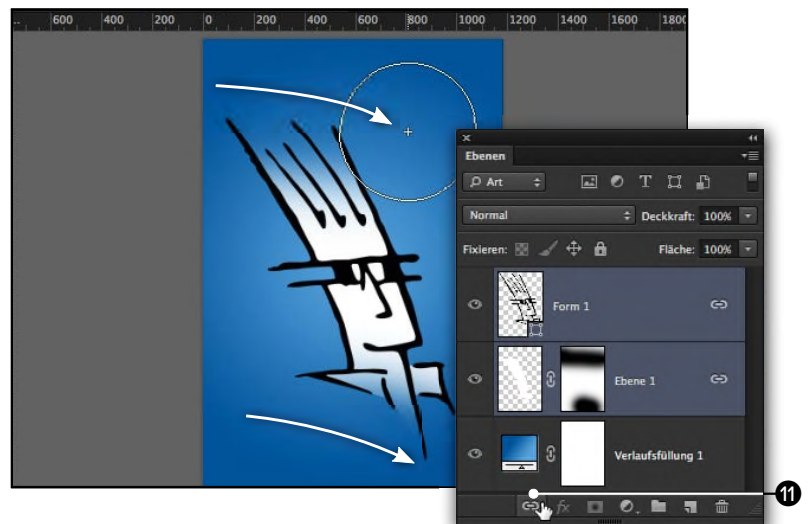 .. 600 400 200 0 200 400 600 800 1000 1200 1400 1600 1800
Ebenen
Art
Normal Deckkraft: 100%
Fixieren: Fläche: 100%
Form 1
Ebene 1
Verlaufsfüllung 1
fx
11